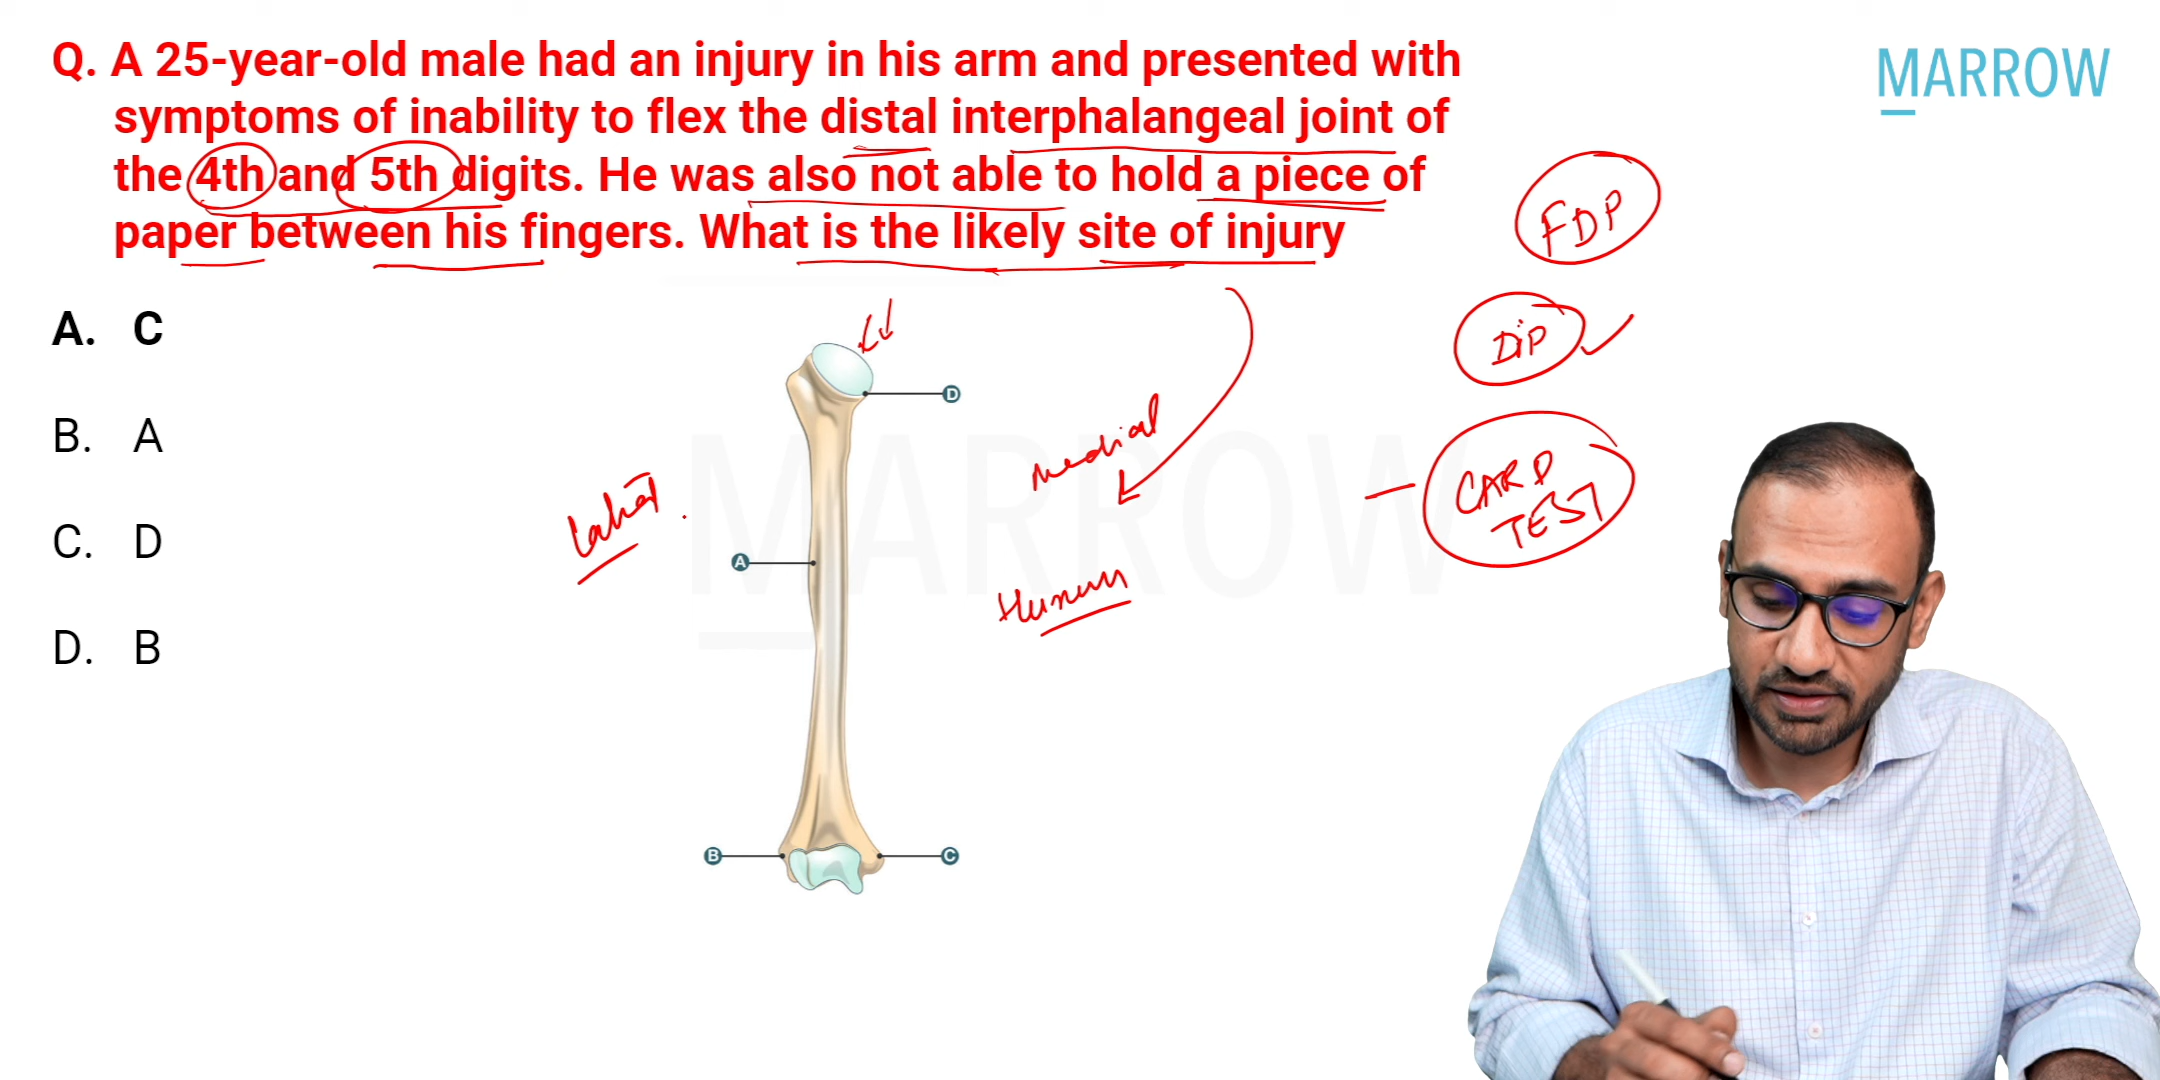 Q. A 25-year-old male had an injury in his arm and presented with
symptoms of inability to flex the distal interphalangeal joint of
the 4th and 5th digits. He was also not able to hold a piece of
paper between his fingers. What is the likely site of injury
MARROW
FDP
DiP
CARD
TEST
A. C
B. A
C. D
D. B
D
medial
MARROW
A
B
C